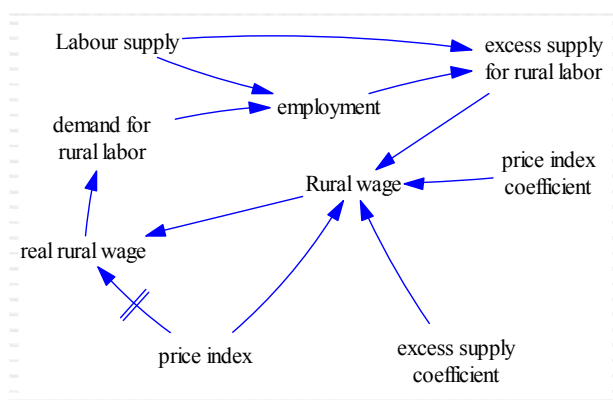 Labour supply
excess supply
for rural labor
employment
demand for
rural labor
price index
coefficient
Rural wage
real rural wage
price index
excess supply
coefficient